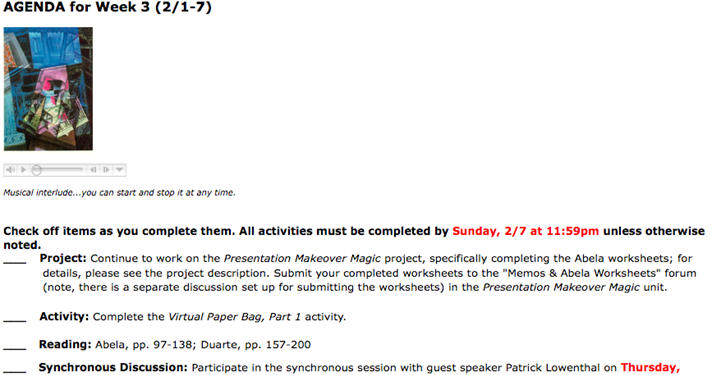 AGENDA for Week 3 (2/1-7)
Musical interlude...you can start and stop it at any time.
Check off items as you complete them. All activities must be completed by Sunday, 2/7 at 11:59pm unless otherwise
noted.
___ Project: Continue to work on the Presentation Makeover Magic project, specifically completing the Abela worksheets; for
details, please see the project description. Submit your completed worksheets to the "Memos & Abela Worksheets" forum
(note, there is a separate discussion set up for submitting the worksheets) in the Presentation Makeover Magic unit.
___ Activity: Complete the Virtual Paper Bag, Part 1 activity.
___ Reading: Abela, pp. 97-138; Duarte, pp. 157-200
___ Synchronous Discussion: Participate in the synchronous session with guest speaker Patrick Lowenthal on Thursday,